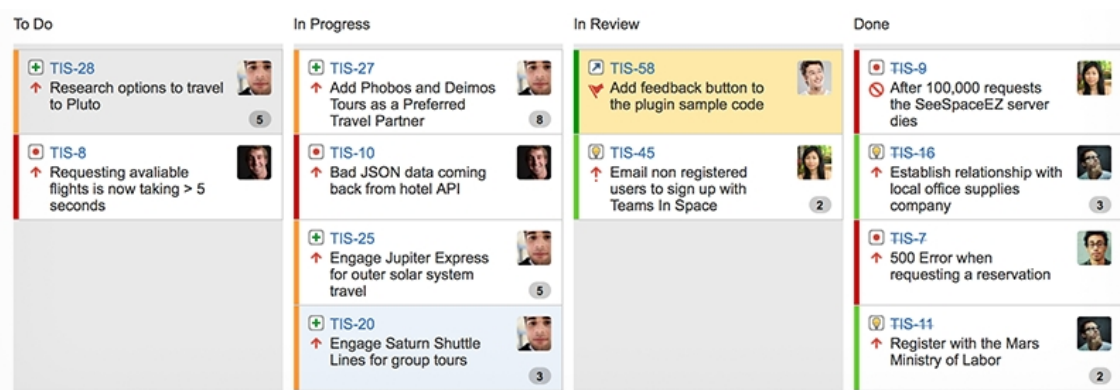 To Do
TIS-28
Research options to travel
to Pluto
5
TIS-8
Requesting avaliable
flights is now taking > 5
seconds
In Progress
TIS-27
Add Phobos and Deimos
Tours as a Preferred
Travel Partner
8
TIS-10
Bad JSON data coming
back from hotel API
TIS-25
Engage Jupiter Express
for outer solar system
travel
5
TIS-20
Engage Saturn Shuttle
Lines for group tours
3
In Review
TIS-58
Add feedback button to
the plugin sample code
TIS-45
Email non registered
users to sign up with
Teams In Space
2
Done
TIS-9
After 100,000 requests
the SeeSpaceEZ server
dies
TIS-16
Establish relationship with
local office supplies
company
3
TIS-7
500 Error when
requesting a reservation
TIS-11
Register with the Mars
Ministry of Labor
2